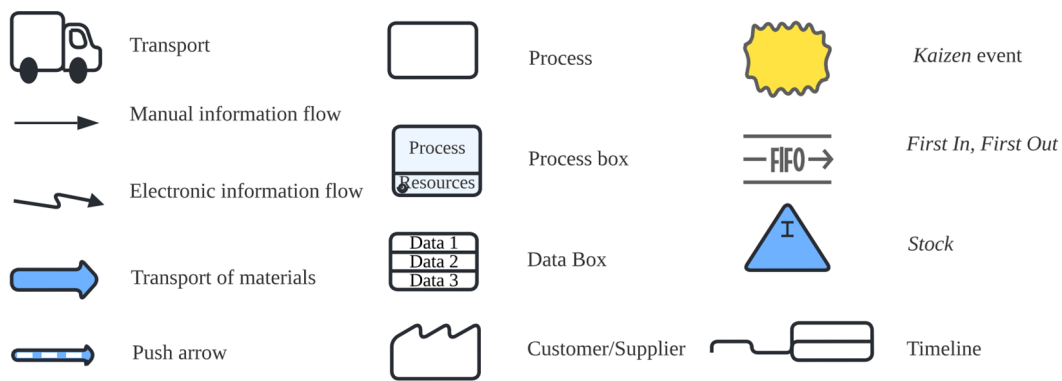 Transport
Manual information flow
Electronic information flow
Transport of materials
Push arrow
Process
Process
Resources
Process box
Data 1
Data 2
Data 3
Data Box
Customer/Supplier
Kaizen event
FIFO
First In, First Out
I
Stock
Timeline